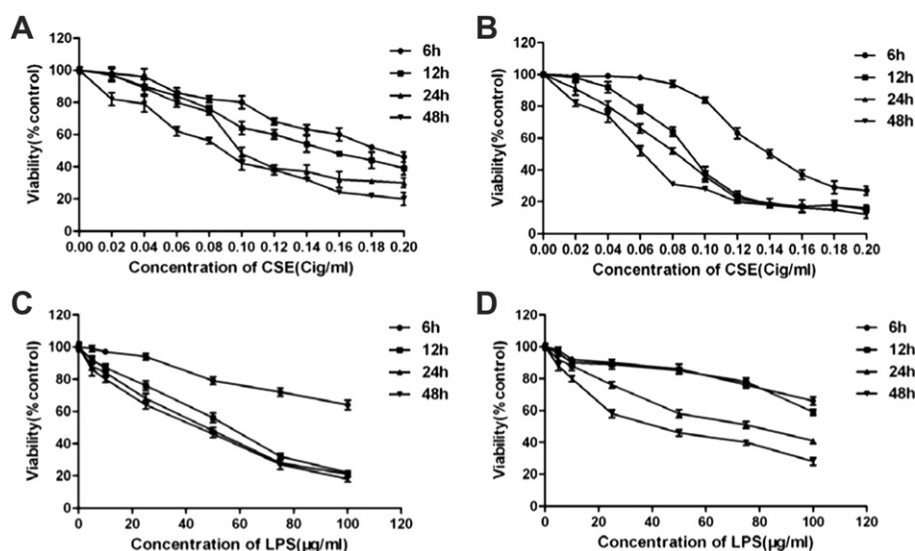 A
120
100
80
60
40
20
0
Viability(% control)
0.00 0.02 0.04 0.06 0.08 0.10 0.12 0.14 0.16 0.18 0.20
Concentration of CSE(Cig/ml)
6h
12h
24h
48h
B
120
100
80
60
40
20
0
Viability(% control)
0.00 0.02 0.04 0.06 0.08 0.10 0.12 0.14 0.16 0.18 0.20
Concentration of CSE(Cig/ml)
6h
12h
24h
48h
C
120
100
80
60
40
20
0
Viability(% control)
0 20 40 60 80 100 120
Concentration of LPS(µg/ml)
6h
12h
24h
48h
D
120
100
80
60
40
20
0
Viability(% control)
0 20 40 60 80 100 120
Concentration of LPS(µg/ml)
6h
12h
24h
48h